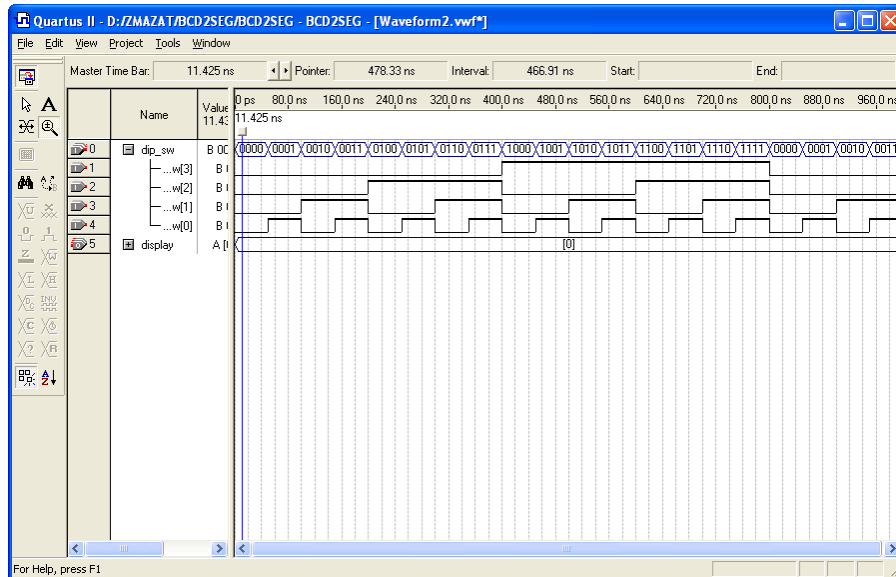 Quartus II - D:/ZMAZAT/BCD2SEG/BCD2SEG - BCD2SEG - [Waveform2.vwf*]
File Edit View Project Tools Window
Master Time Bar: 11.425 ns Pointer: 478.33 ns Interval: 466.91 ns Start: End:
Name Value 11.43
0 ps 80.0 ns 160.0 ns 240.0 ns 320.0 ns 400.0 ns 480.0 ns 560.0 ns 640.0 ns 720.0 ns 800.0 ns 880.0 ns 960.0 ns
11.425 ns
0 dip_sw B 00 0000 0001 0010 0011 0100 0101 0110 0111 1000 1001 1010 1011 1100 1101 1110 1111 0000 0001 0010 0011
1 ...w[3] B
2 ...w[2] B
3 ...w[1] B
4 ...w[0] B
5 display A [ [0]
For Help, press F1